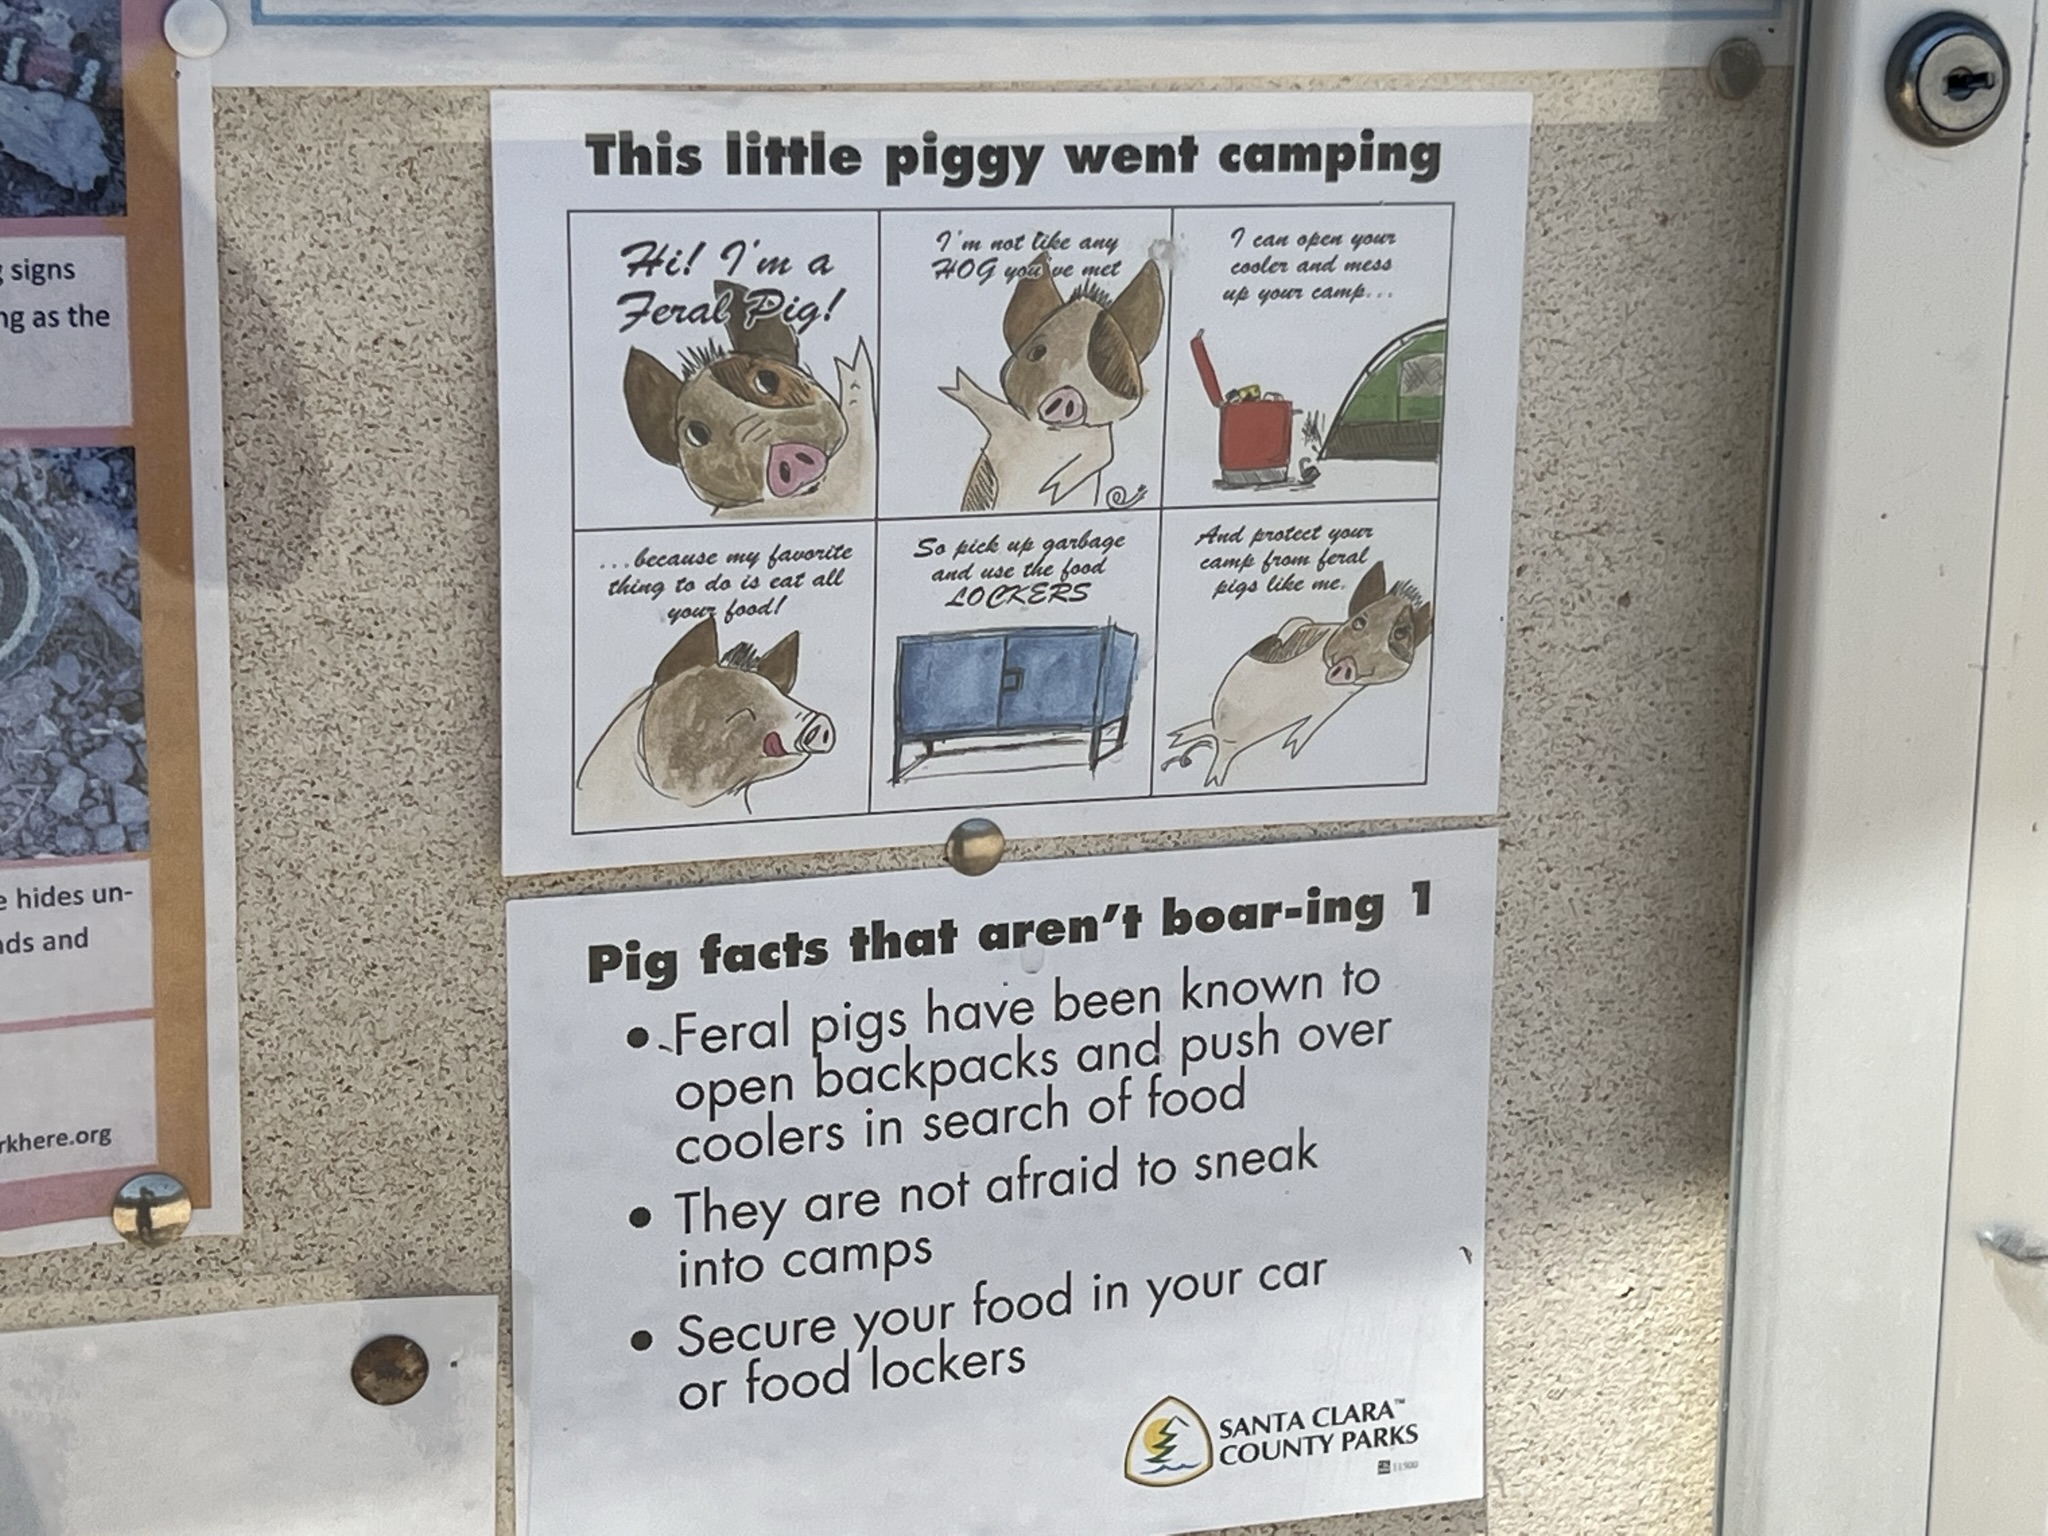 signs
ng as the
e hides un-
nds and
rkhere.org
This little piggy went camping
Hi! I'm a
Feral Pig!
I'm not like any
HOG you've met
I can open your
cooler and mess
up your camp...
...because my favorite
thing to do is eat all
your food!
So pick up garbage
and use the food
LOCKERS
And protect your
camp from feral
pigs like me.
Pig facts that aren't boar-ing 1
• Feral pigs have been known to
open backpacks and push over
coolers in search of food
• They are not afraid to sneak
into camps
• Secure your food in your car
or food lockers
SANTA CLARA™
COUNTY PARKS